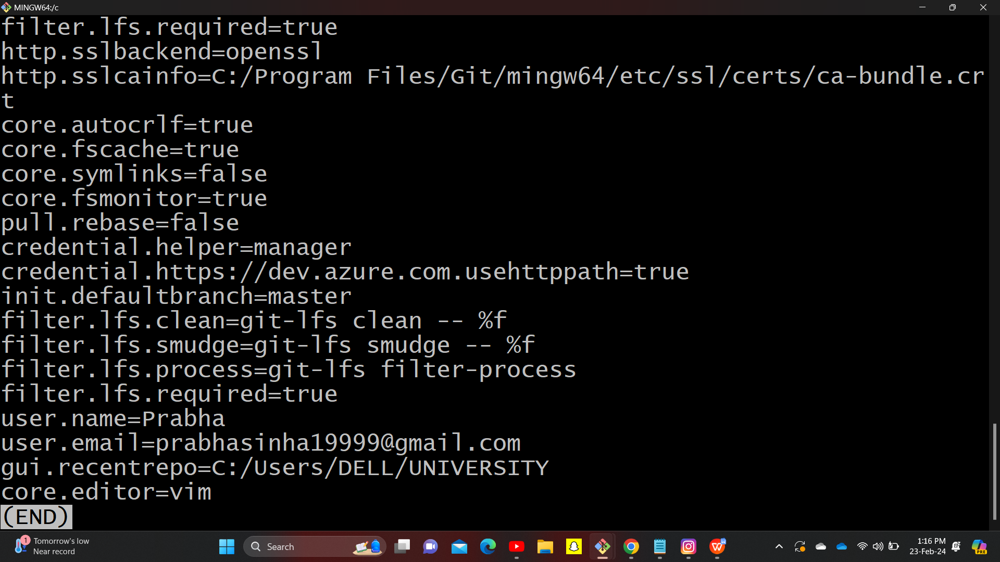 MINGW64:/c
filter.lfs.required=true
http.sslbackend=openssl
http.sslcainfo=C:/Program Files/Git/mingw64/etc/ssl/certs/ca-bundle.cr
t
core.autocrlf=true
core.fscache=true
core.symlinks=false
core.fsmonitor=true
pull.rebase=false
credential.helper=manager
credential.https://dev.azure.com.usehttppath=true
init.defaultbranch=master
filter.lfs.clean=git-lfs clean -- %f
filter.lfs.smudge=git-lfs smudge -- %f
filter.lfs.process=git-lfs filter-process
filter.lfs.required=true
user.name=Prabha
user.email=prabhasinha19999@gmail.com
gui.recentrepo=C:/Users/DELL/UNIVERSITY
core.editor=vim
(END)
1
Tomorrow's low
Near record
Search
W
1:16 PM
23-Feb-24
PRE